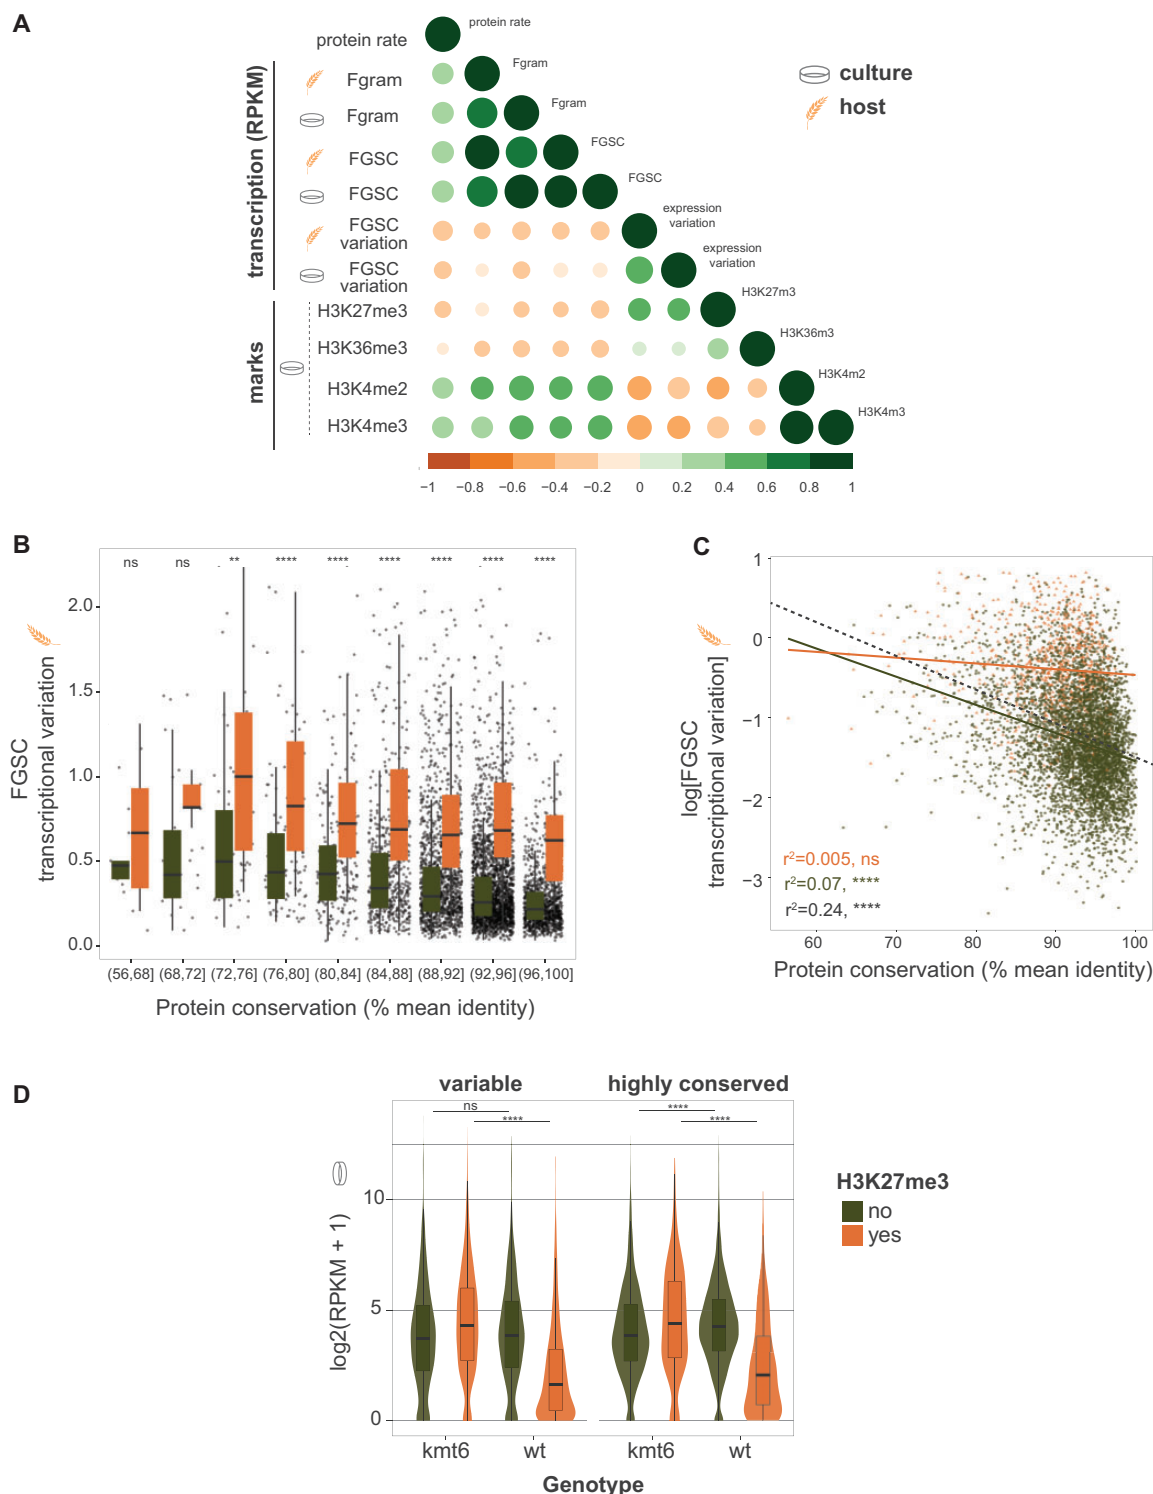 A
protein rate
protein rate
Fgram
Fgram
Fgram
Fgram
FGSC
FGSC
FGSC
FGSC
FGSC
variation
expression
variation
FGSC
variation
expression
variation
H3K27me3
H3K27m3
H3K36me3
H3K36m3
H3K4me2
H3K4m2
H3K4me3
H3K4m3
transcription (RPKM)
marks
culture
host
−1 −0.8 −0.6 −0.4 −0.2 0 0.2 0.4 0.6 0.8 1
B
ns ns ** **** **** **** **** **** ****
2.0
1.5
1.0
0.5
0.0
FGSC
transcriptional variation
(56,68] (68,72] (72,76] (76,80] (80,84] (84,88] (88,92] (92,96] (96,100]
Protein conservation (% mean identity)
C
1
0
−1
−2
−3
log[FGSC
transcriptional variation]
r2=0.005, ns
r2=0.07, ****
r2=0.24, ****
60 70 80 90 100
Protein conservation (% mean identity)
D
variable highly conserved
ns ****
**** ****
10
5
0
log2(RPKM + 1)
kmt6 wt kmt6 wt
Genotype
H3K27me3
no
yes